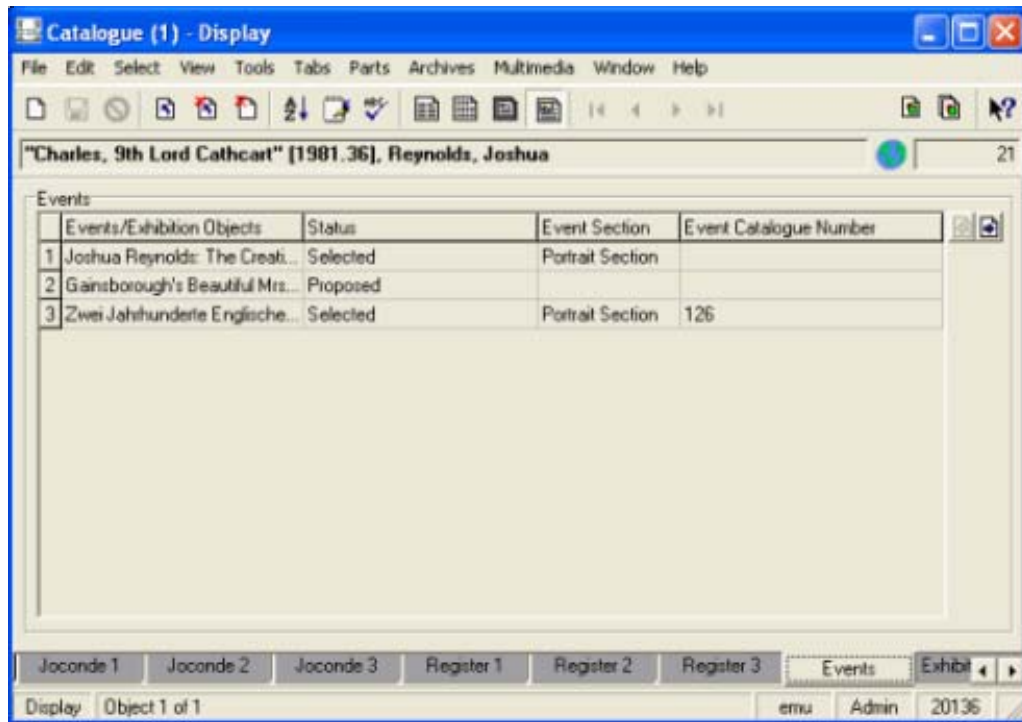 Catalogue (1) - Display
File Edit Select View Tools Tabs Parts Archives Multimedia Window Help
"Charles, 9th Lord Cathcart" [1981.36], Reynolds, Joshua 21
Events
Events/Exhibition Objects Status Event Section Event Catalogue Number
1 Joshua Reynolds: The Creati... Selected Portrait Section
2 Gainsborough's Beautiful Mrs... Proposed
3 Zwei Jahrhunderte Englische... Selected Portrait Section 126
Joconde 1 Joconde 2 Joconde 3 Register 1 Register 2 Register 3 Events Exhibit
Display Object 1 of 1 emu Admin 20136